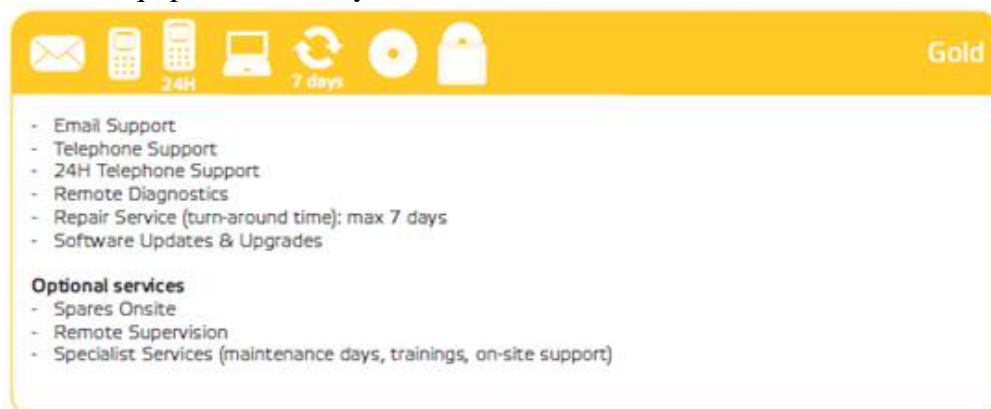 Gold
24H
7 days
- Email Support
- Telephone Support
- 24H Telephone Support
- Remote Diagnostics
- Repair Service (turn-around time): max 7 days
- Software Updates & Upgrades
Optional services
- Spares Onsite
- Remote Supervision
- Specialist Services (maintenance days, trainings, on-site support)